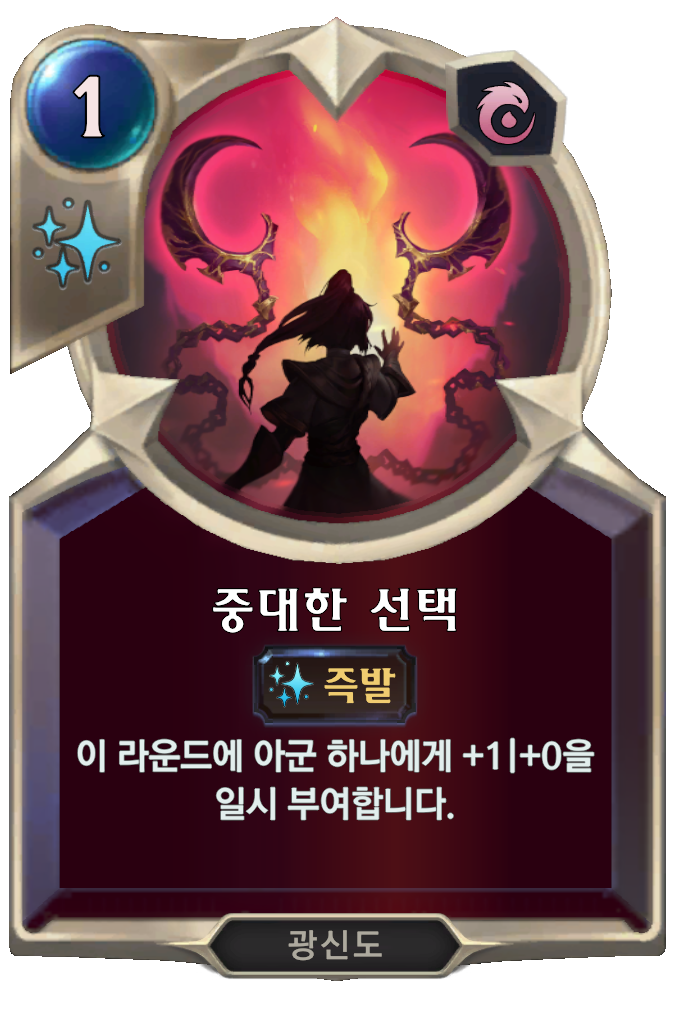 1
중대한 선택
즉발
이 라운드에 아군 하나에게 +1|+0을
일시 부여합니다.
광신도